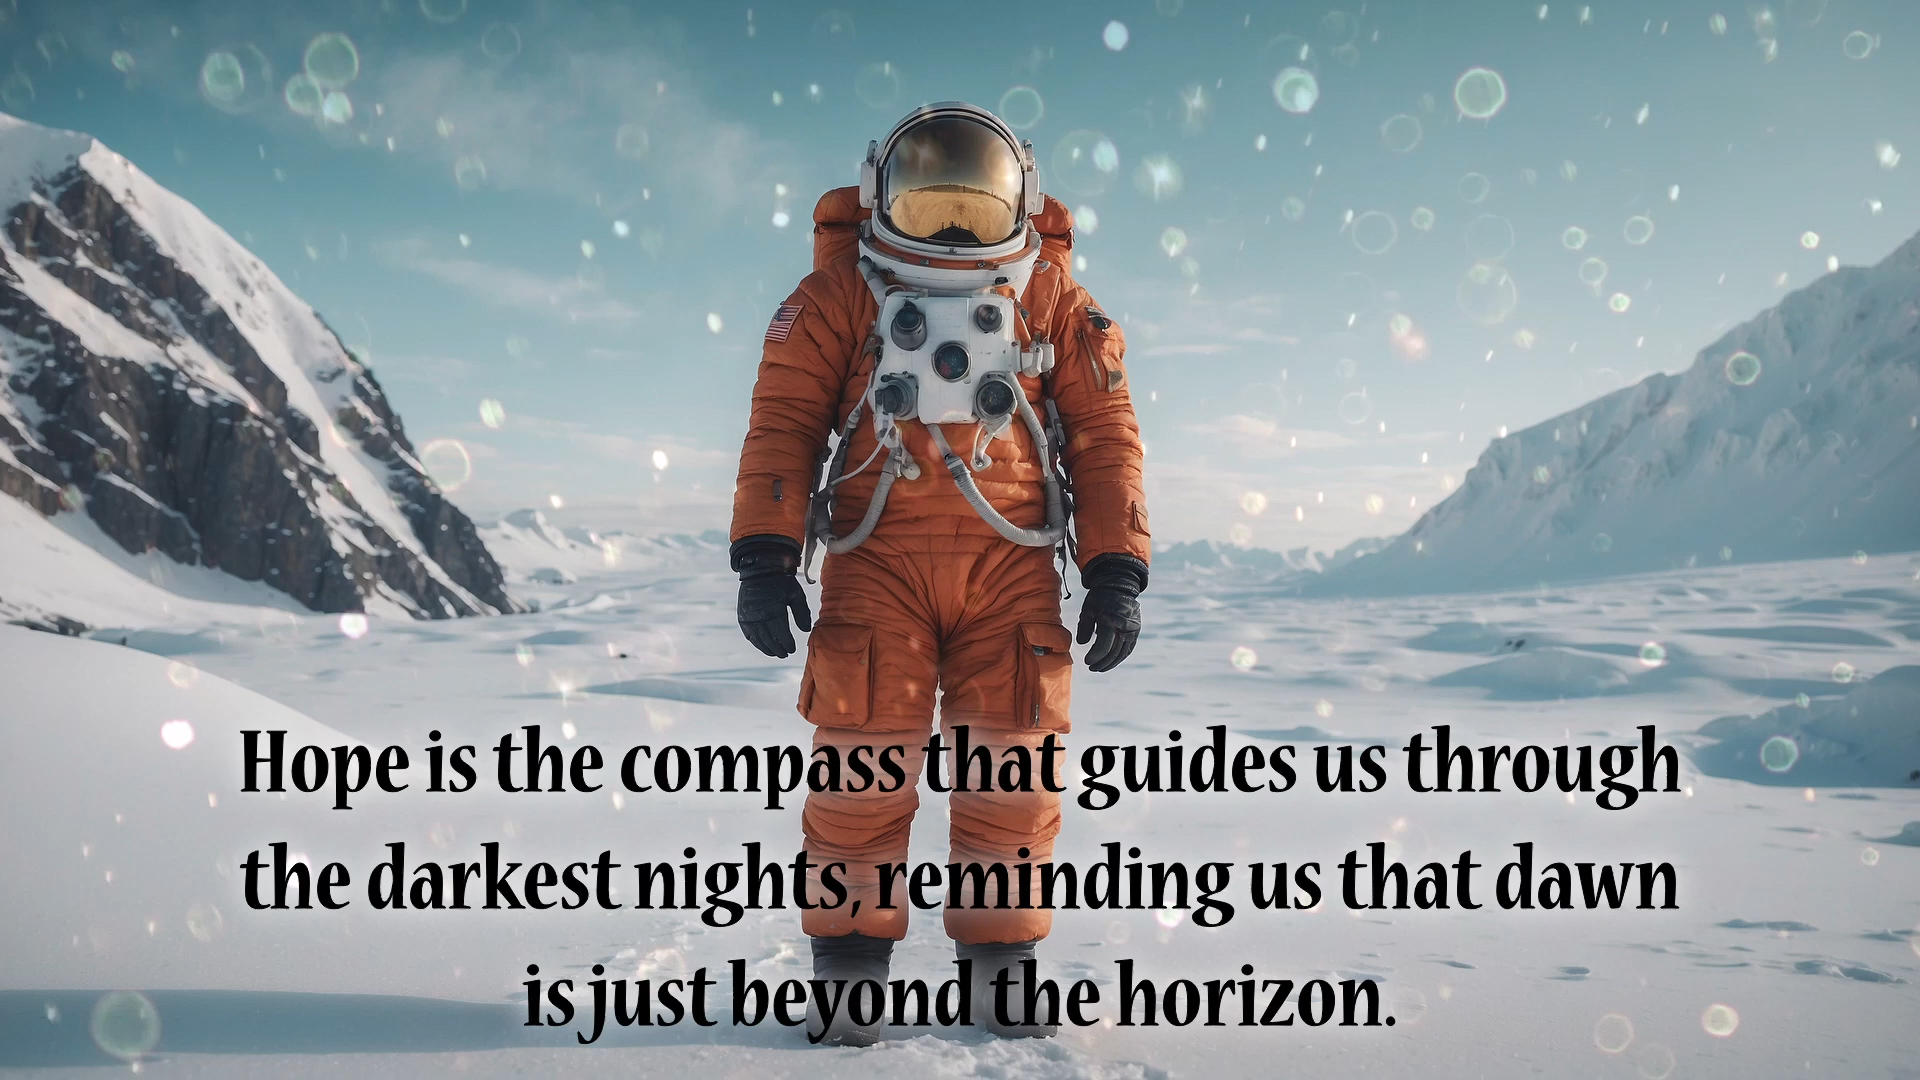 Hope is the compass that guides us through
the darkest nights, reminding us that dawn
is just beyond the horizon.